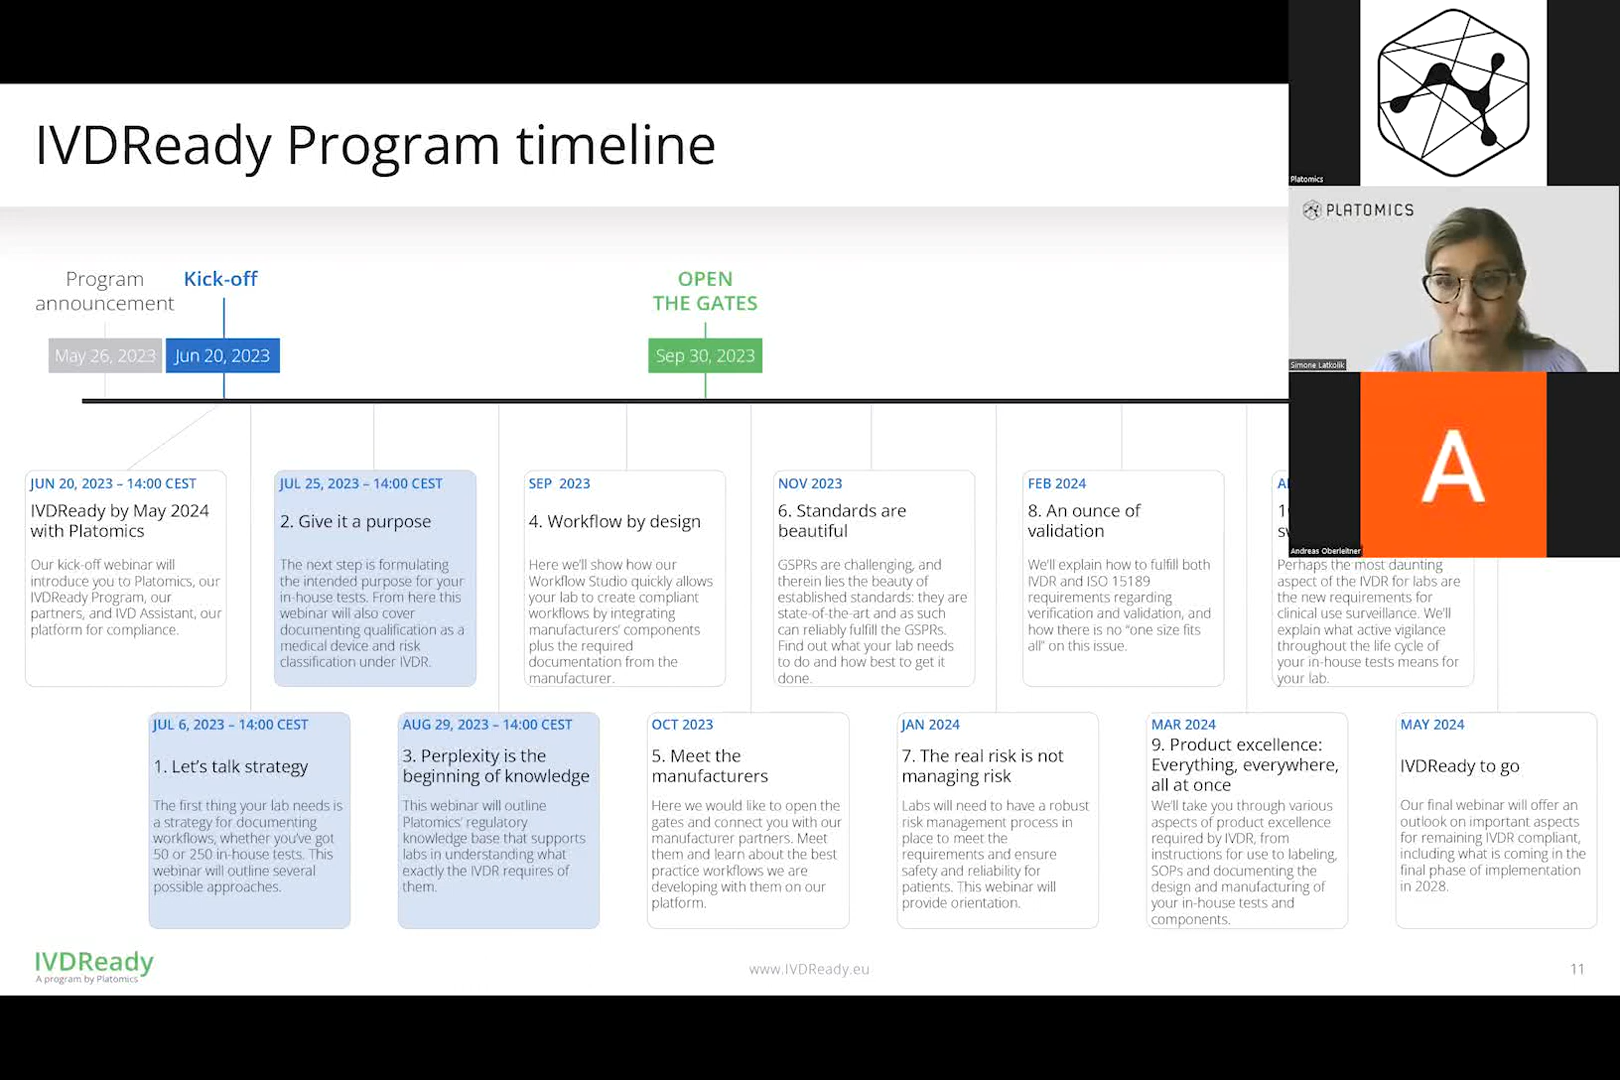 IVDReady Program timeline
Program
announcement
Kick-off
OPEN
THE GATES
May 26, 2023
Jun 20, 2023
Sep 30, 2023
JUN 20, 2023 – 14:00 CEST
IVDReady by May 2024
with Platomics
Our kick-off webinar will
introduce you to Platomics, our
IVDReady Program, our
partners, and IVD Assistant, our
platform for compliance.
JUL 25, 2023 – 14:00 CEST
2. Give it a purpose
The next step is formulating
the intended purpose for your
in-house tests. From here this
webinar will also cover
documenting qualification as a
medical device and risk
classification under IVDR.
SEP 2023
4. Workflow by design
Here we'll show how our
Workflow Studio quickly allows
your lab to create compliant
workflows by integrating
manufacturers' components
plus the required
documentation from the
manufacturer.
NOV 2023
6. Standards are
beautiful
GSPRs are challenging, and
therein lies the beauty of
established standards: they are
state-of-the-art and as such
can reliably fulfill the GSPRs.
Find out what your lab needs
to do and how best to get it
done.
FEB 2024
8. An ounce of
validation
We'll explain how to fulfill both
IVDR and ISO 15189
requirements regarding
verification and validation, and
how there is no “one size fits
all” on this issue.
Perhaps the most daunting
aspect of the IVDR for labs are
the new requirements for
clinical use surveillance. We'll
explain what active vigilance
throughout the life cycle of
your in-house tests means for
your lab.
JUL 6, 2023 – 14:00 CEST
1. Let's talk strategy
The first thing your lab needs is
a strategy for documenting
workflows, whether you've got
50 or 250 in-house tests. This
webinar will outline several
possible approaches.
AUG 29, 2023 – 14:00 CEST
3. Perplexity is the
beginning of knowledge
This webinar will outline
Platomics' regulatory
knowledge base that supports
labs in understanding what
exactly the IVDR requires of
them.
OCT 2023
5. Meet the
manufacturers
Here we would like to open the
gates and connect you with our
manufacturer partners. Meet
them and learn about the best
practice workflows we are
developing with them on our
platform.
JAN 2024
7. The real risk is not
managing risk
Labs will need to have a robust
risk management process in
place to meet the
requirements and ensure
safety and reliability for
patients. This webinar will
provide orientation.
MAR 2024
9. Product excellence:
Everything, everywhere,
all at once
We'll take you through various
aspects of product excellence
required by IVDR, from
instructions for use to labeling,
SOPs and documenting the
design and manufacturing of
your in-house tests and
components.
MAY 2024
IVDReady to go
Our final webinar will offer an
outlook on important aspects
for remaining IVDR compliant,
including what is coming in the
final phase of implementation
in 2028.
IVDReady
A program by Platomics
www.IVDReady.eu
11
Platomics
PLATOMICS
Simone Latkolik
A
Andreas Oberleitner